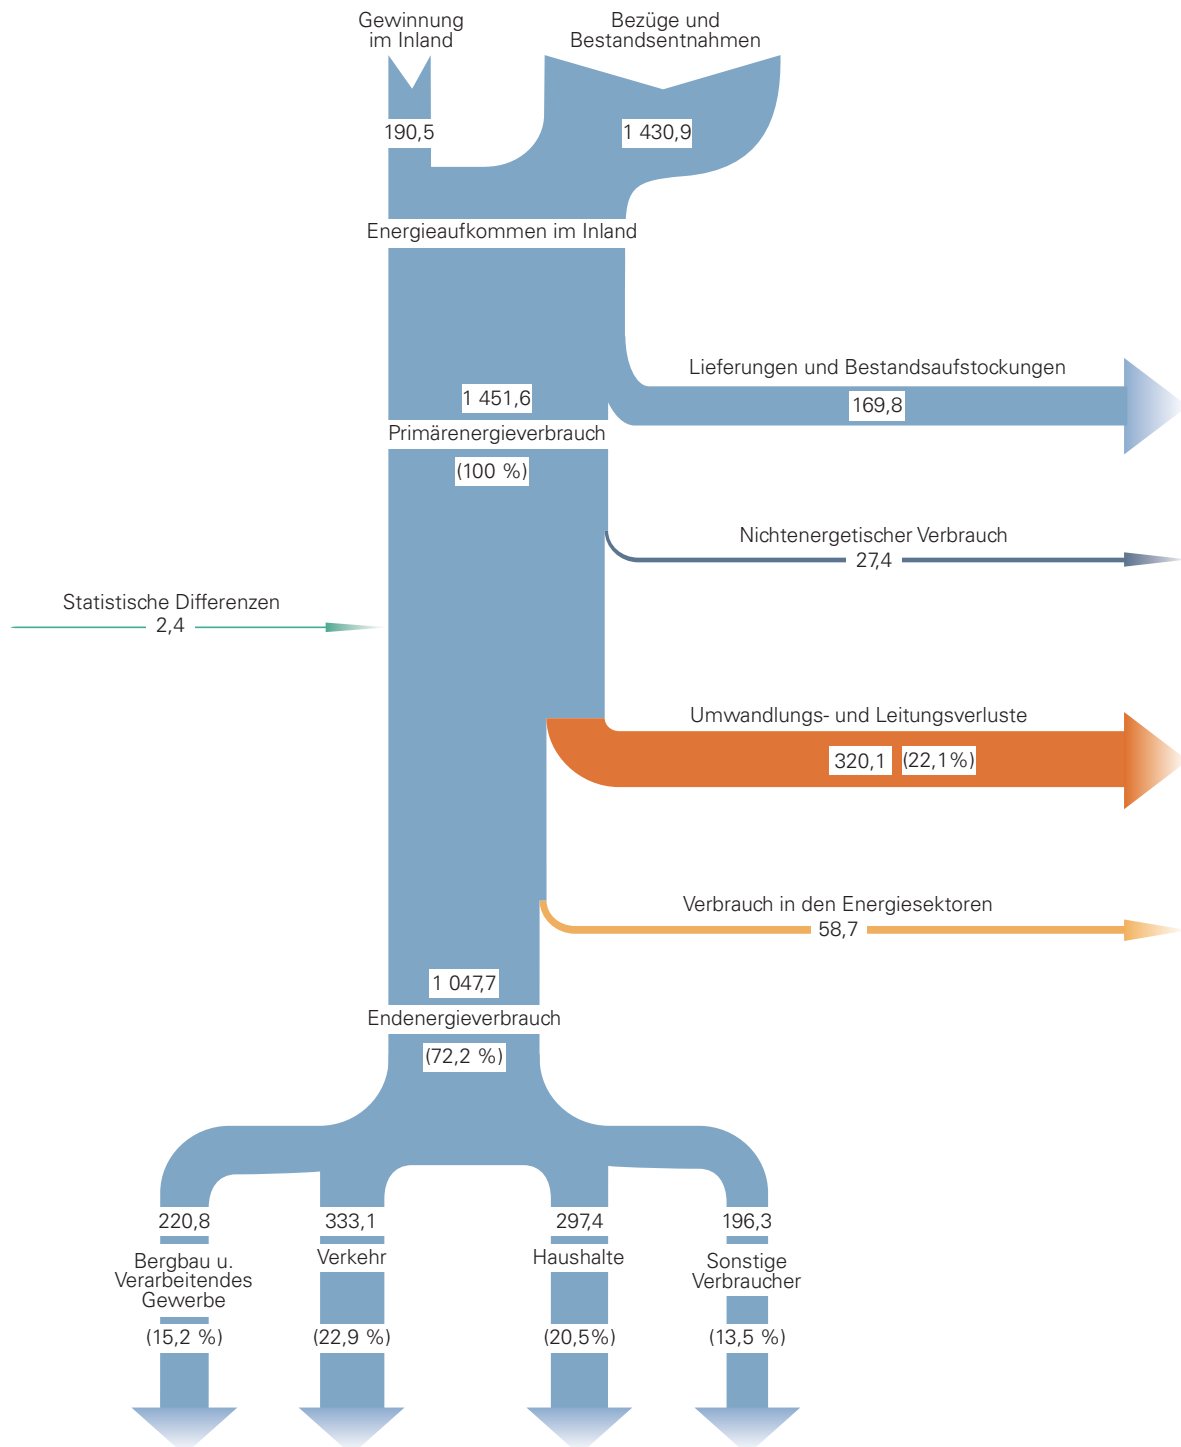 Gewinnung
im Inland
Bezüge und
Bestandsentnahmen
190,5
1 430,9
Energieaufkommen im Inland
Lieferungen und Bestandsaufstockungen
169,8
1 451,6
Primärenergieverbrauch
(100 %)
Nichtenergetischer Verbrauch
27,4
Statistische Differenzen
2,4
Umwandlungs- und Leitungsverluste
320,1 (22,1%)
Verbrauch in den Energiesektoren
58,7
1 047,7
Endenergieverbrauch
(72,2 %)
220,8
333,1
297,4
196,3
Bergbau u.
Verarbeitendes
Gewerbe
Verkehr
Haushalte
Sonstige
Verbraucher
(15,2 %)
(22,9 %)
(20,5%)
(13,5 %)